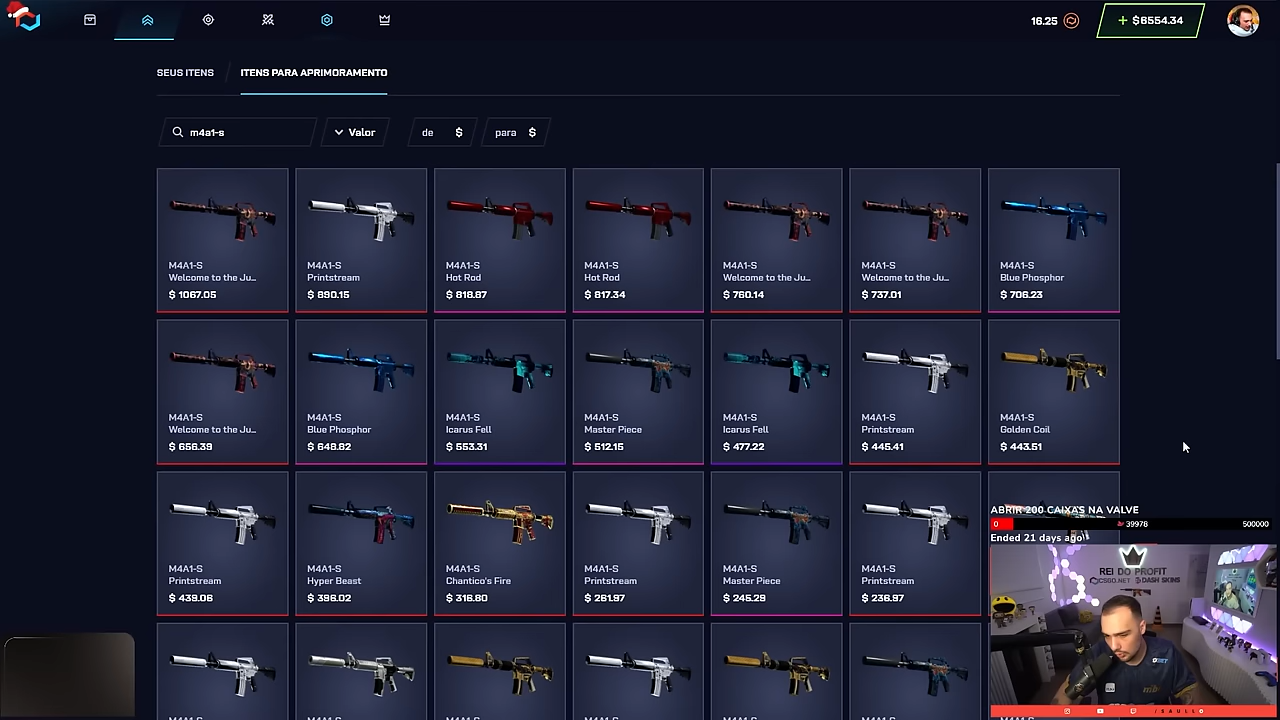 16.25
+ $6554.34
SEUS ITENS
ITENS PARA APRIMORAMENTO
m4a1-s
Valor
de $
para $
M4A1-S
Welcome to the Ju...
$ 1067.05
M4A1-S
Printstream
$ 890.15
M4A1-S
Hot Rod
$ 818.87
M4A1-S
Hot Rod
$ 817.34
M4A1-S
Welcome to the Ju...
$ 760.14
M4A1-S
Welcome to the Ju...
$ 737.01
M4A1-S
Blue Phosphor
$ 706.23
M4A1-S
Welcome to the Ju...
$ 656.39
M4A1-S
Blue Phosphor
$ 648.82
M4A1-S
Icarus Fell
$ 553.31
M4A1-S
Master Piece
$ 512.15
M4A1-S
Icarus Fell
$ 477.22
M4A1-S
Printstream
$ 445.41
M4A1-S
Golden Coil
$ 443.51
M4A1-S
Printstream
$ 439.06
M4A1-S
Hyper Beast
$ 396.02
M4A1-S
Chantico's Fire
$ 318.80
M4A1-S
Printstream
$ 261.97
M4A1-S
Master Piece
$ 245.29
M4A1-S
Printstream
$ 236.97
ABRIR 200 CAIXAS NA VALVE
0 39978 500000
Ended 21 days ago
REI DO PROFIT
CSGO.NET DASH SKINS
/SAULLO